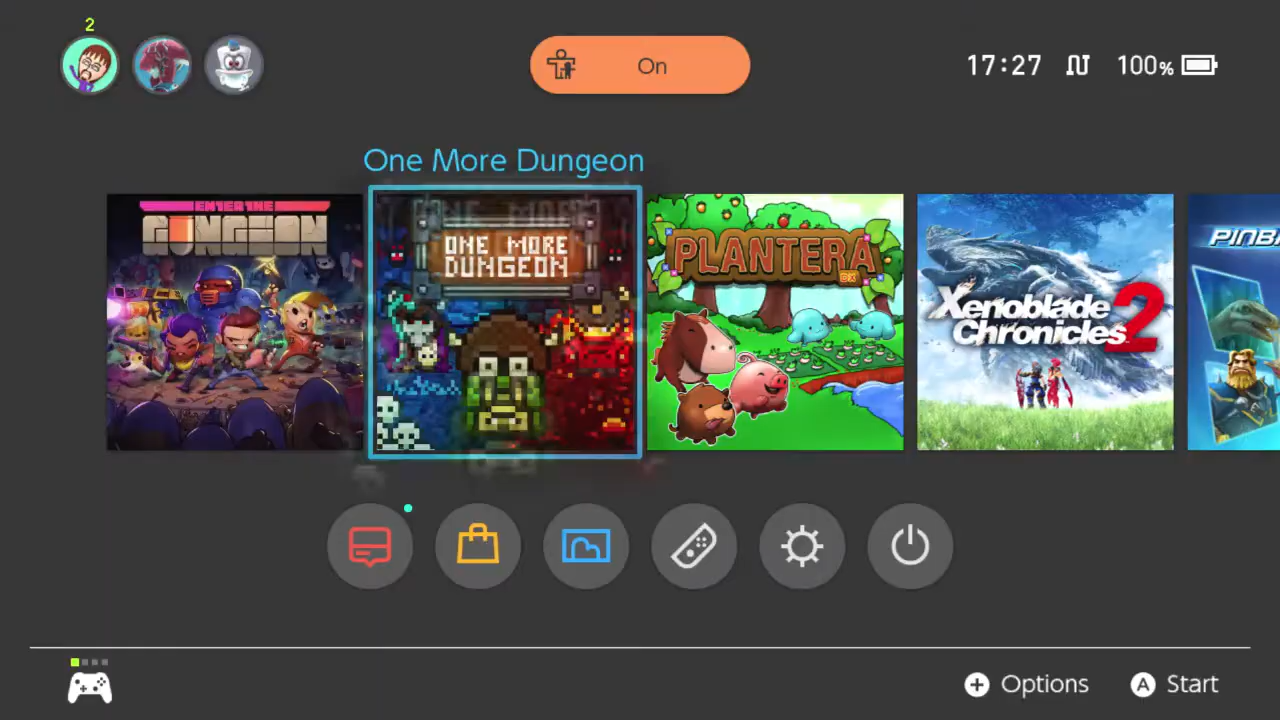 2
On
17:27
100%
One More Dungeon
ENTER THE
GUNGEON
ONE MORE
DUNGEON
PLANTERA
DX
Xenoblade
Chronicles 2
Options
Start